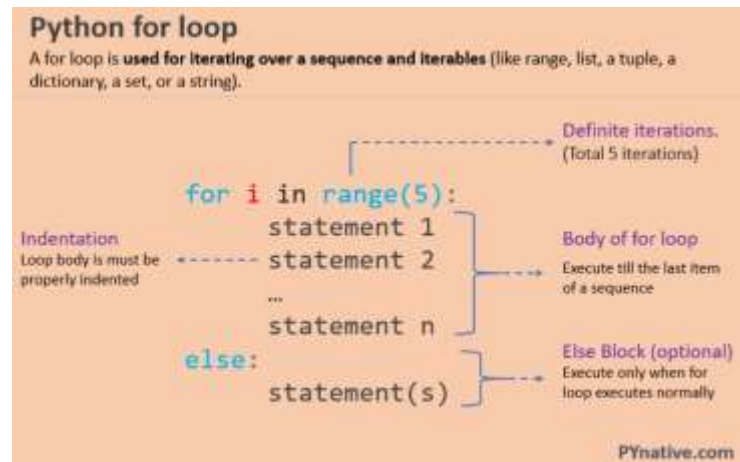 Python for loop
A for loop is used for iterating over a sequence and iterables (like range, list, a tuple, a
dictionary, a set, or a string).
Definite iterations.
(Total 5 iterations)
for i in range(5):
statement 1
statement 2
...
statement n
else:
statement(s)
Indentation
Loop body is must be
properly indented
Body of for loop
Execute till the last item
of a sequence
Else Block (optional)
Execute only when for
loop executes normally
PYnative.com